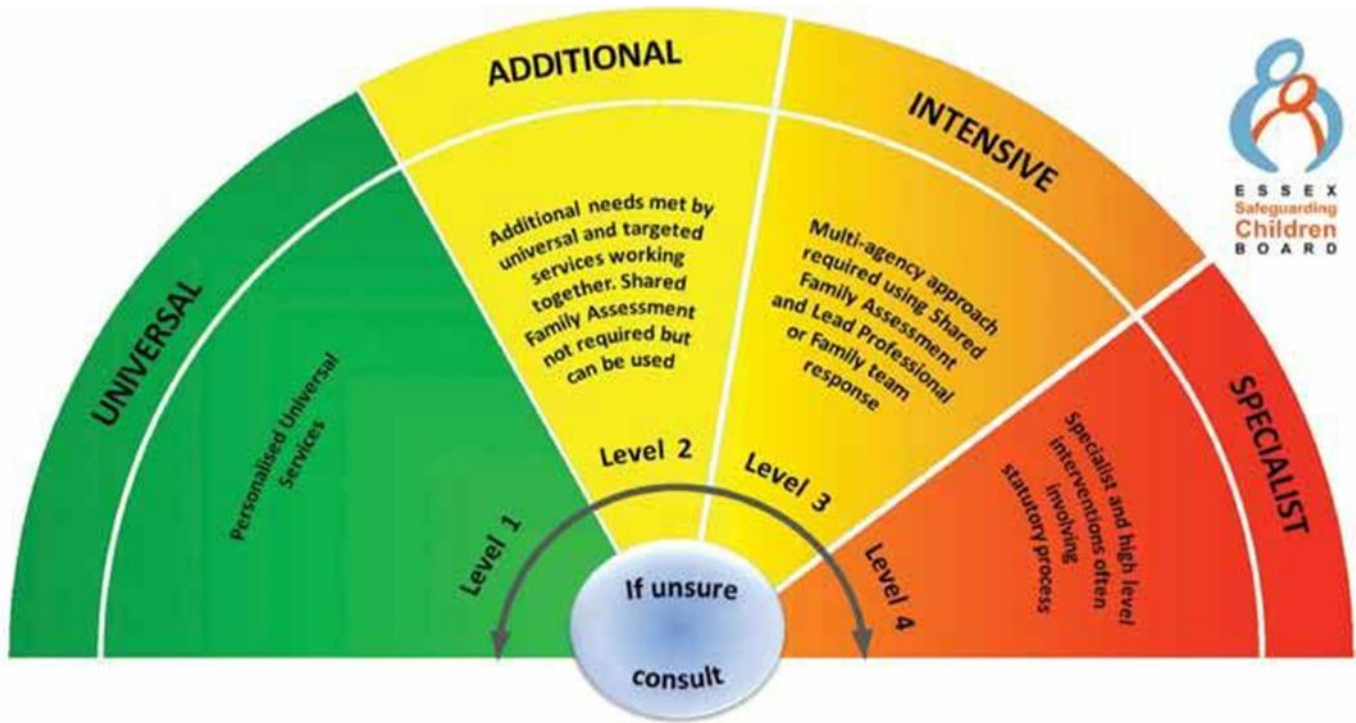 UNIVERSAL
Personalised Universal
Services
Level 1
ADDITIONAL
Additional needs met by
universal and targeted
services working
together. Shared
Family Assessment
not required but
can be used
Level 2
INTENSIVE
Multi-agency approach
required using Shared
Family Assessment
and Lead Professional
or Family team
response
Level 3
SPECIALIST
Specialist and high level
interventions often
involving
statutory process
Level 4
If unsure
consult
ESSEX
Safeguarding
Children
BOARD